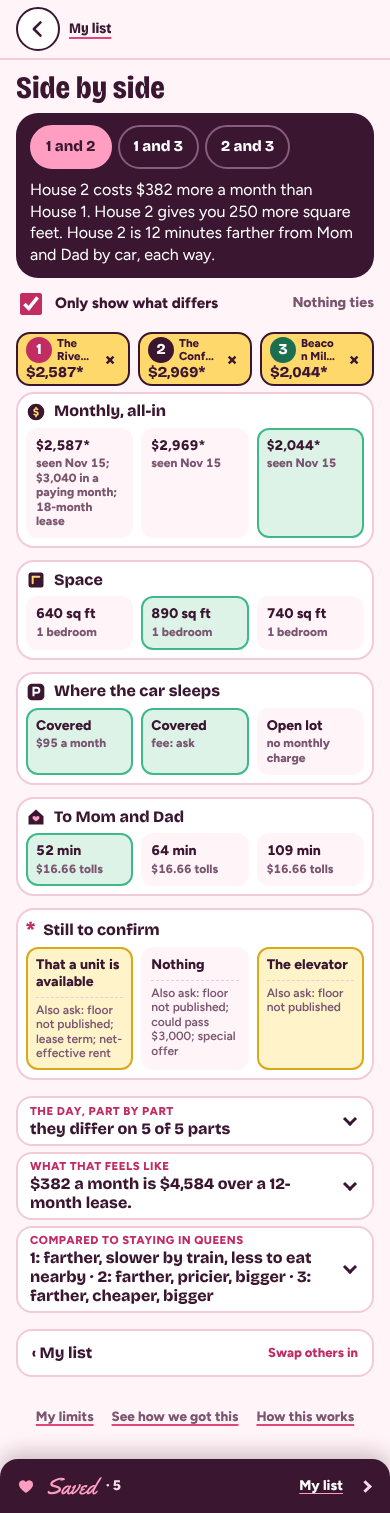 My list
Side by side
1 and 2
1 and 3
2 and 3
House 2 costs $382 more a month than
House 1. House 2 gives you 250 more square
feet. House 2 is 12 minutes farther from Mom
and Dad by car, each way.
Only show what differs
Nothing ties
1 The
Rive... ×
$2,587*
2 The
Conf... ×
$2,969*
3 Beaco
n Mil... ×
$2,044*
$ Monthly, all-in
$2,587*
seen Nov 15;
$3,040 in a
paying month;
18-month
lease
$2,969*
seen Nov 15
$2,044*
seen Nov 15
Space
640 sq ft
1 bedroom
890 sq ft
1 bedroom
740 sq ft
1 bedroom
P Where the car sleeps
Covered
$95 a month
Covered
fee: ask
Open lot
no monthly
charge
To Mom and Dad
52 min
$16.66 tolls
64 min
$16.66 tolls
109 min
$16.66 tolls
* Still to confirm
That a unit is
available
Also ask: floor
not published;
lease term; net-
effective rent
Nothing
Also ask: floor
not published;
could pass
$3,000; special
offer
The elevator
Also ask: floor
not published
THE DAY, PART BY PART
they differ on 5 of 5 parts
WHAT THAT FEELS LIKE
$382 a month is $4,584 over a 12-
month lease.
COMPARED TO STAYING IN QUEENS
1: farther, slower by train, less to eat
nearby · 2: farther, pricier, bigger · 3:
farther, cheaper, bigger
‹ My list
Swap others in
My limits
See how we got this
How this works
Saved · 5
My list